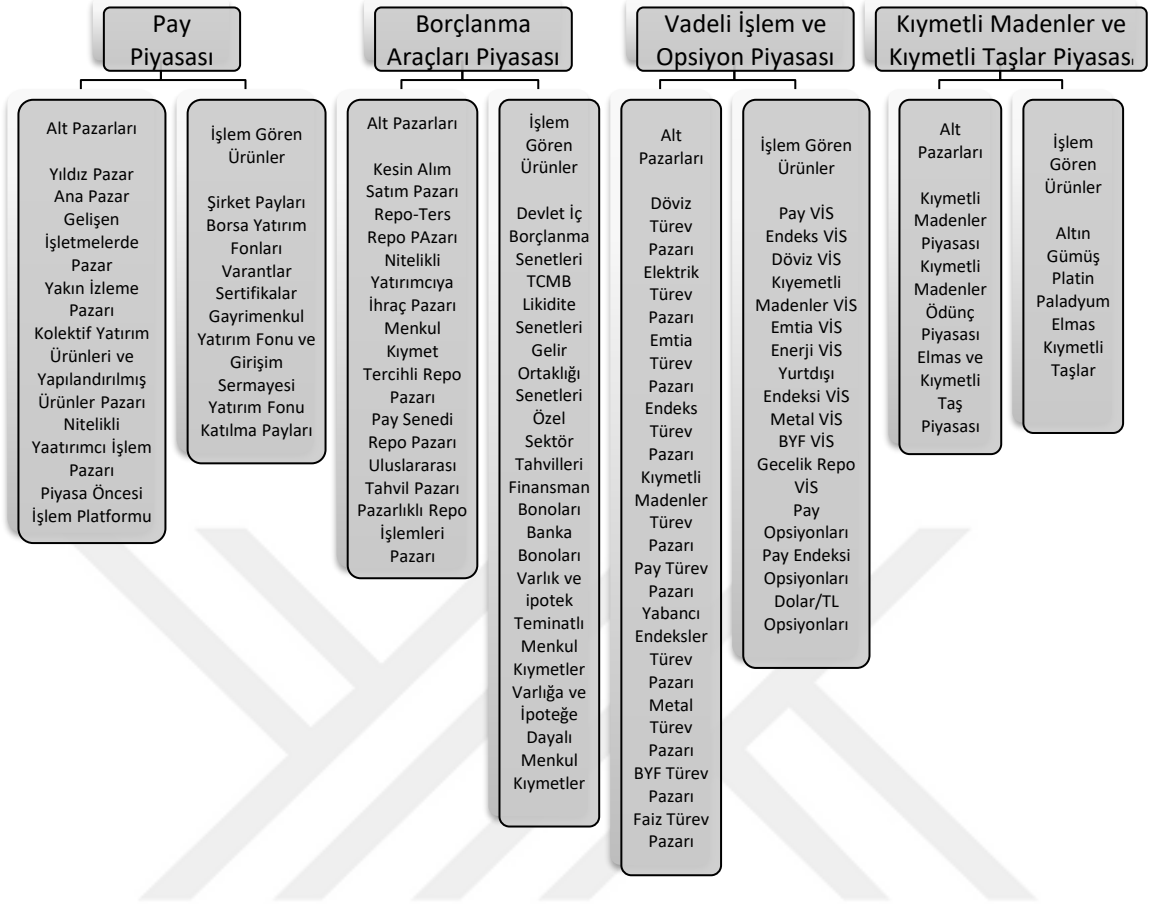 Pay
Piyasası
Alt Pazarları
Yıldız Pazar
Ana Pazar
Gelişen
İşletmelerde
Pazar
Yakın İzleme
Pazarı
Kolektif Yatırım
Ürünleri ve
Yapılandırılmış
Ürünler Pazarı
Nitelikli
Yaatırımcı İşlem
Pazarı
Piyasa Öncesi
İşlem Platformu
İşlem Gören
Ürünler
Şirket Payları
Borsa Yatırım
Fonları
Varantlar
Sertifikalar
Gayrimenkul
Yatırım Fonu ve
Girişim
Sermayesi
Yatırım Fonu
Katılma Payları
Borçlanma
Araçları Piyasası
Alt Pazarları
Kesin Alım
Satım Pazarı
Repo-Ters
Repo PAzarı
Nitelikli
Yatırımcıya
İhraç Pazarı
Menkul
Kıymet
Tercihli Repo
Pazarı
Pay Senedi
Repo Pazarı
Uluslararası
Tahvil Pazarı
Pazarlıklı Repo
İşlemleri
Pazarı
İşlem
Gören
Ürünler
Devlet İç
Borçlanma
Senetleri
TCMB
Likidite
Senetleri
Gelir
Ortaklığı
Senetleri
Özel
Sektör
Tahvilleri
Finansman
Bonoları
Banka
Bonoları
Varlık ve
ipotek
Teminatlı
Menkul
Kıymetler
Varlığa ve
İpoteğe
Dayalı
Menkul
Kıymetler
Vadeli İşlem ve
Opsiyon Piyasası
Alt
Pazarları
Döviz
Türev
Pazarı
Elektrik
Türev
Pazarı
Emtia
Türev
Pazarı
Endeks
Türev
Pazarı
Kıymetli
Madenler
Türev
Pazarı
Pay Türev
Pazarı
Yabancı
Endeksler
Türev
Pazarı
Metal
Türev
Pazarı
BYF Türev
Pazarı
Faiz Türev
Pazarı
İşlem Gören
Ürünler
Pay VİS
Endeks VİS
Döviz VİS
Kıyemetli
Madenler VİS
Emtia VİS
Enerji VİS
Yurtdışı
Endeksi VİS
Metal VİS
BYF VİS
Gecelik Repo
VİS
Pay
Opsiyonları
Pay Endeksi
Opsiyonları
Dolar/TL
Opsiyonları
Kıymetli Madenler ve
Kıymetli Taşlar Piyasası
Alt
Pazarları
Kıymetli
Madenler
Piyasası
Kıymetli
Madenler
Ödünç
Piyasası
Elmas ve
Kıymetli
Taş
Piyasası
İşlem
Gören
Ürünler
Altın
Gümüş
Platin
Paladyum
Elmas
Kıymetli
Taşlar